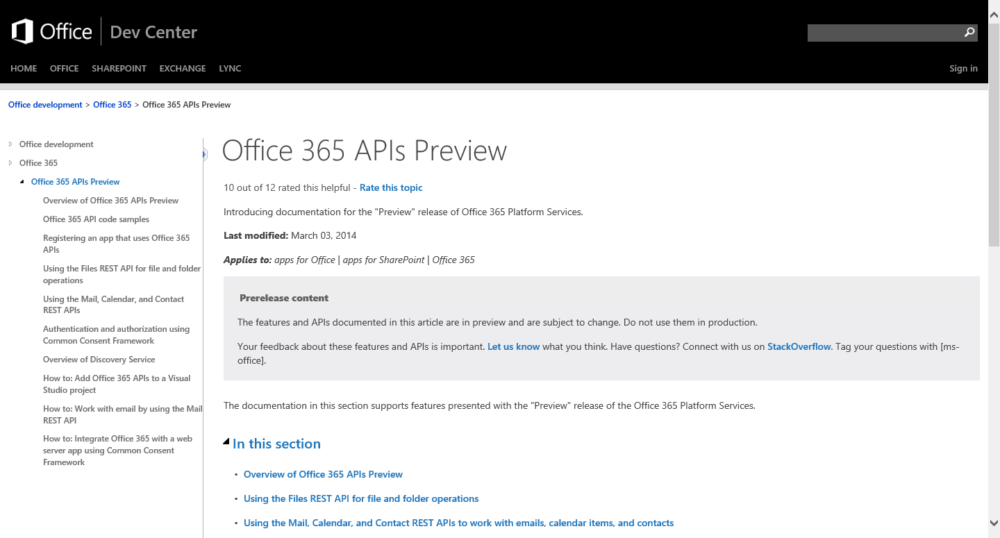 Office Dev Center
HOME OFFICE SHAREPOINT EXCHANGE LYNC Sign in
Office development > Office 365 > Office 365 APIs Preview
Office development
Office 365
Office 365 APIs Preview
Overview of Office 365 APIs Preview
Office 365 API code samples
Registering an app that uses Office 365
APIs
Using the Files REST API for file and folder
operations
Using the Mail, Calendar, and Contact
REST APIs
Authentication and authorization using
Common Consent Framework
Overview of Discovery Service
How to: Add Office 365 APIs to a Visual
Studio project
How to: Work with email by using the Mail
REST API
How to: Integrate Office 365 with a web
server app using Common Consent
Framework
Office 365 APIs Preview
10 out of 12 rated this helpful - Rate this topic
Introducing documentation for the "Preview" release of Office 365 Platform Services.
Last modified: March 03, 2014
Applies to: apps for Office | apps for SharePoint | Office 365
Prerelease content
The features and APIs documented in this article are in preview and are subject to change. Do not use them in production.
Your feedback about these features and APIs is important. Let us know what you think. Have questions? Connect with us on StackOverflow. Tag your questions with [ms-
office].
The documentation in this section supports features presented with the "Preview" release of the Office 365 Platform Services.
In this section
• Overview of Office 365 APIs Preview
• Using the Files REST API for file and folder operations
• Using the Mail, Calendar, and Contact REST APIs to work with emails, calendar items, and contacts